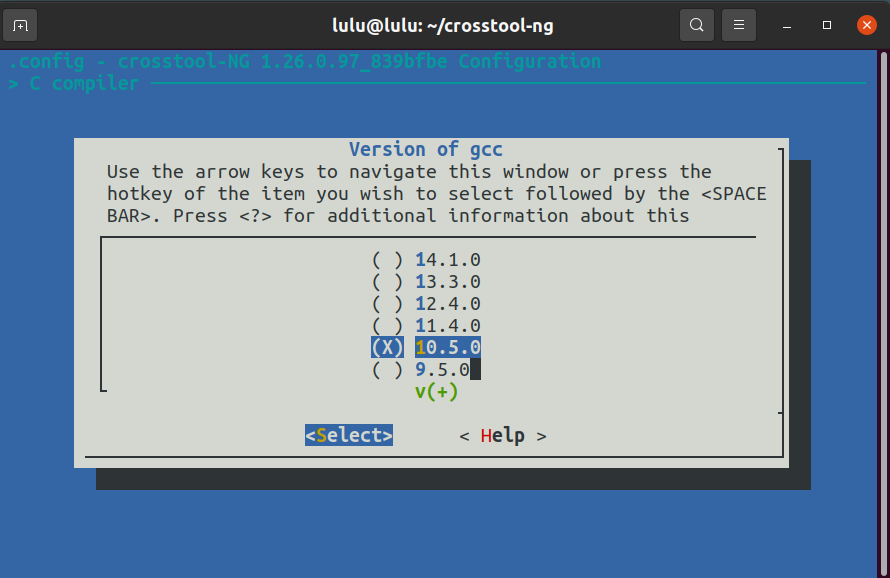 lulu@lulu: ~/crosstool-ng
.config - crosstool-NG 1.26.0.97_839bfbe Configuration
> C compiler
Version of gcc
Use the arrow keys to navigate this window or press the
hotkey of the item you wish to select followed by the <SPACE
BAR>. Press <?> for additional information about this
( ) 14.1.0
( ) 13.3.0
( ) 12.4.0
( ) 11.4.0
(X) 10.5.0
( ) 9.5.0
v(+)
<Select> < Help >